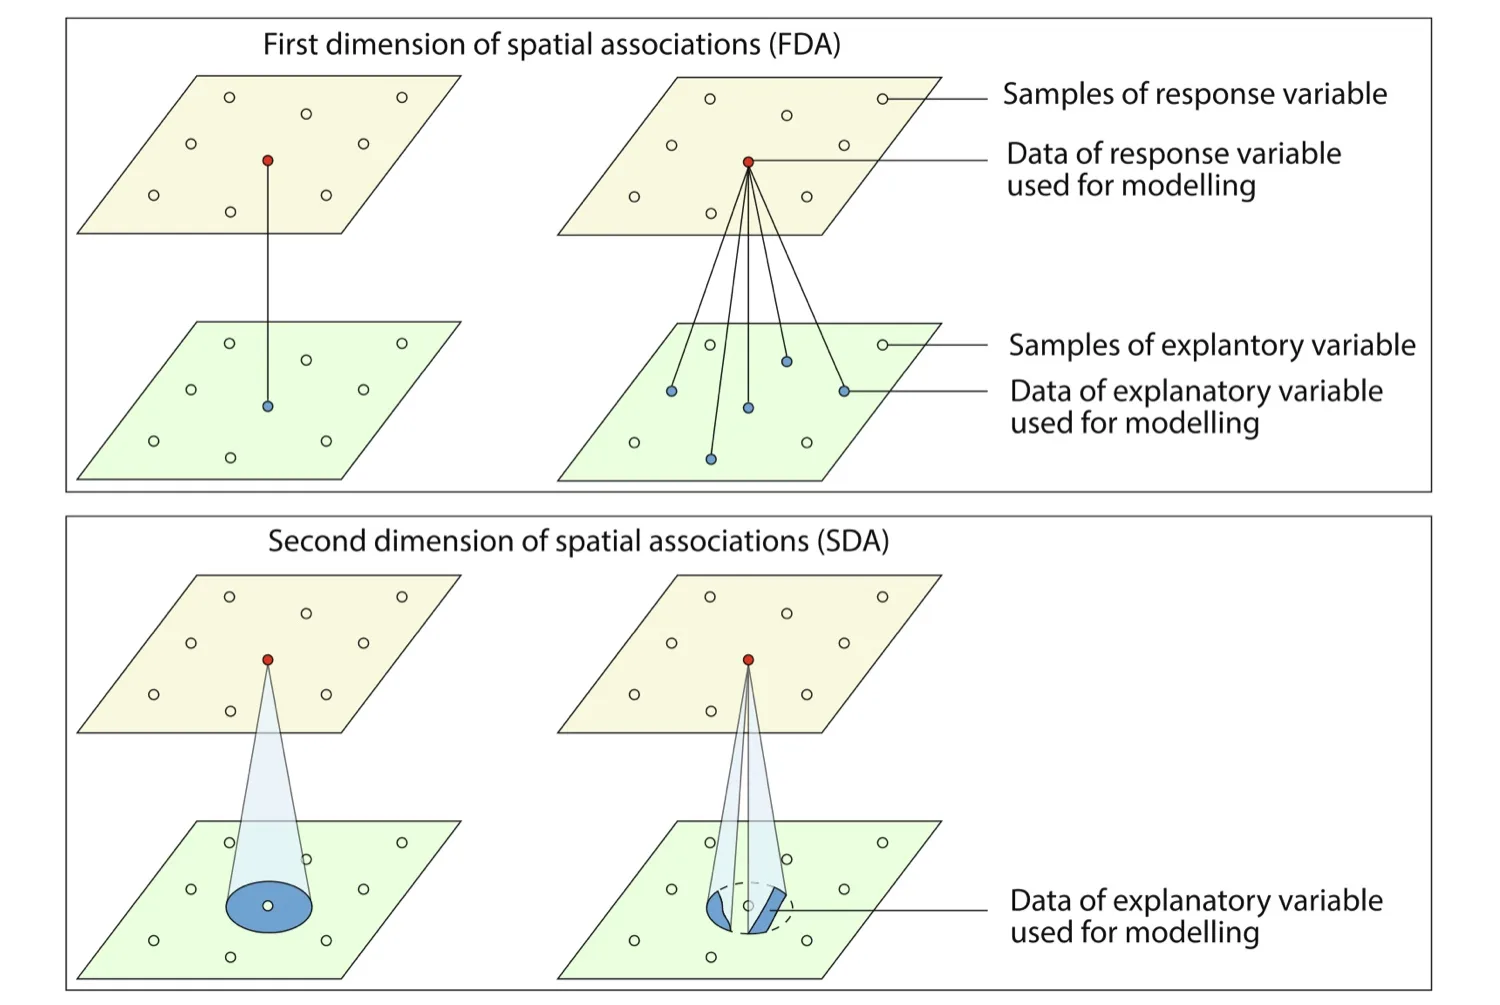 First dimension of spatial associations (FDA)
Samples of response variable
Data of response variable
used for modelling
Samples of explantory variable
Data of explanatory variable
used for modelling
Second dimension of spatial associations (SDA)
Data of explanatory variable
used for modelling